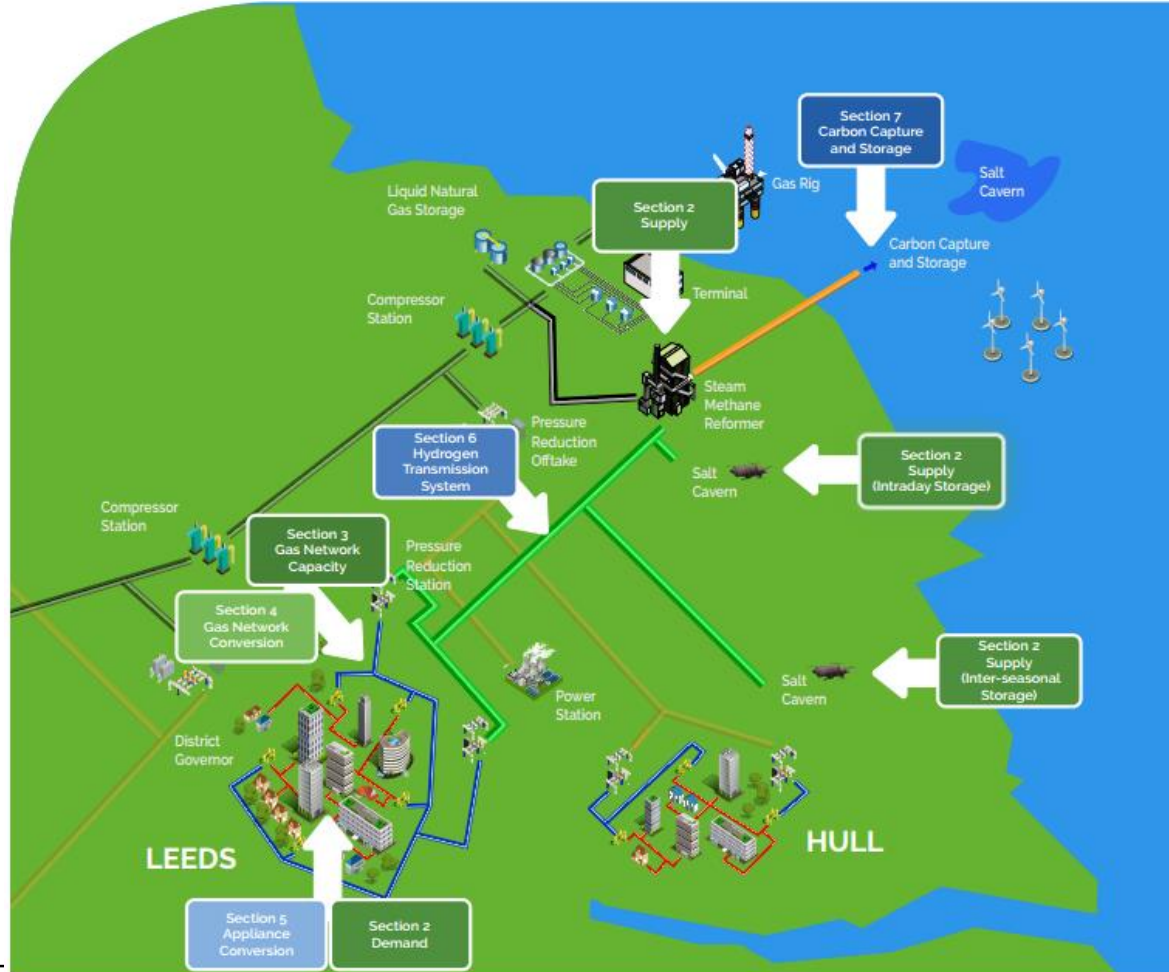 Section 7
Carbon Capture
and Storage
Salt
Cavern
Gas Rig
Liquid Natural
Gas Storage
Section 2
Supply
Carbon Capture
and Storage
Terminal
Compressor
Station
Steam
Methane
Reformer
Pressure
Reduction
Offtake
Section 6
Hydrogen
Transmission
System
Salt
Cavern
Section 2
Supply
(Intraday Storage)
Compressor
Station
Section 3
Gas Network
Capacity
Pressure
Reduction
Station
Section 4
Gas Network
Conversion
Section 2
Supply
(Inter-seasonal
Storage)
Salt
Cavern
Power
Station
District
Governor
LEEDS
HULL
Section 5
Appliance
Conversion
Section 2
Demand